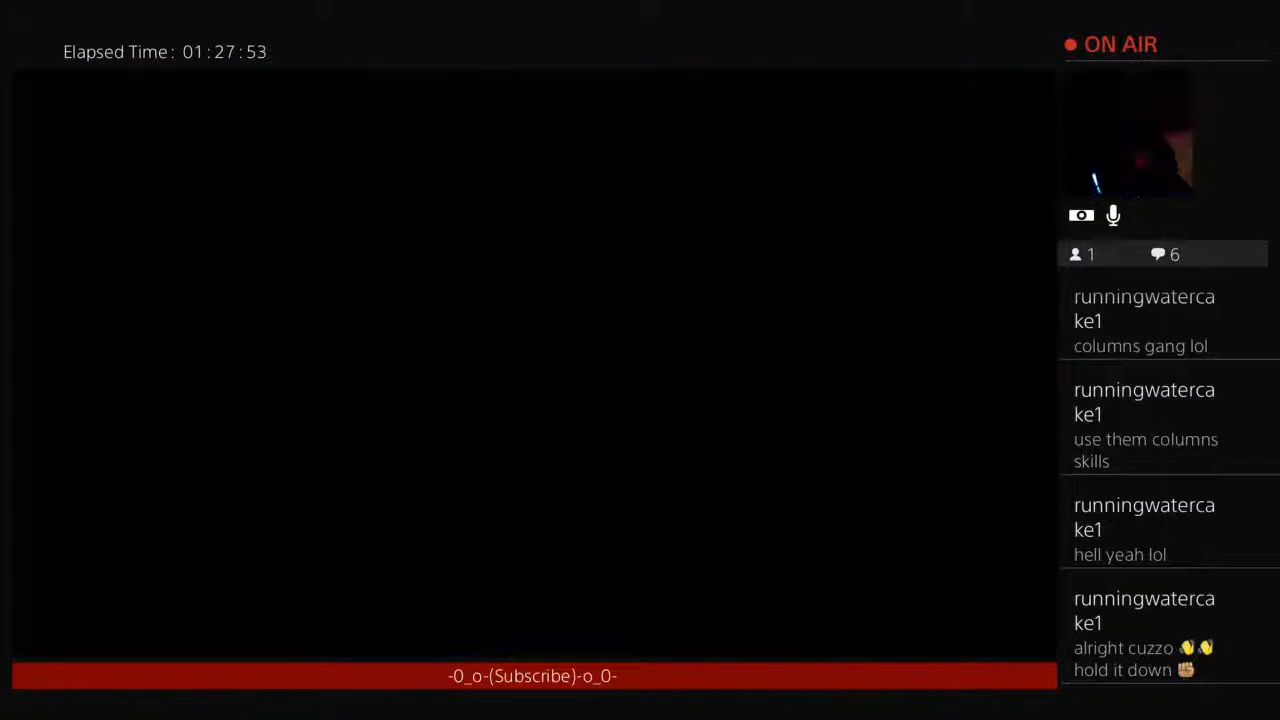 Elapsed Time: 01:27:53
ON AIR
1 6
runningwaterca
ke1
columns gang lol
runningwaterca
ke1
use them columns
skills
runningwaterca
ke1
hell yeah lol
runningwaterca
ke1
alright cuzzo 👋👋
hold it down ✊🏽
-0_o-(Subscribe)-o_0-